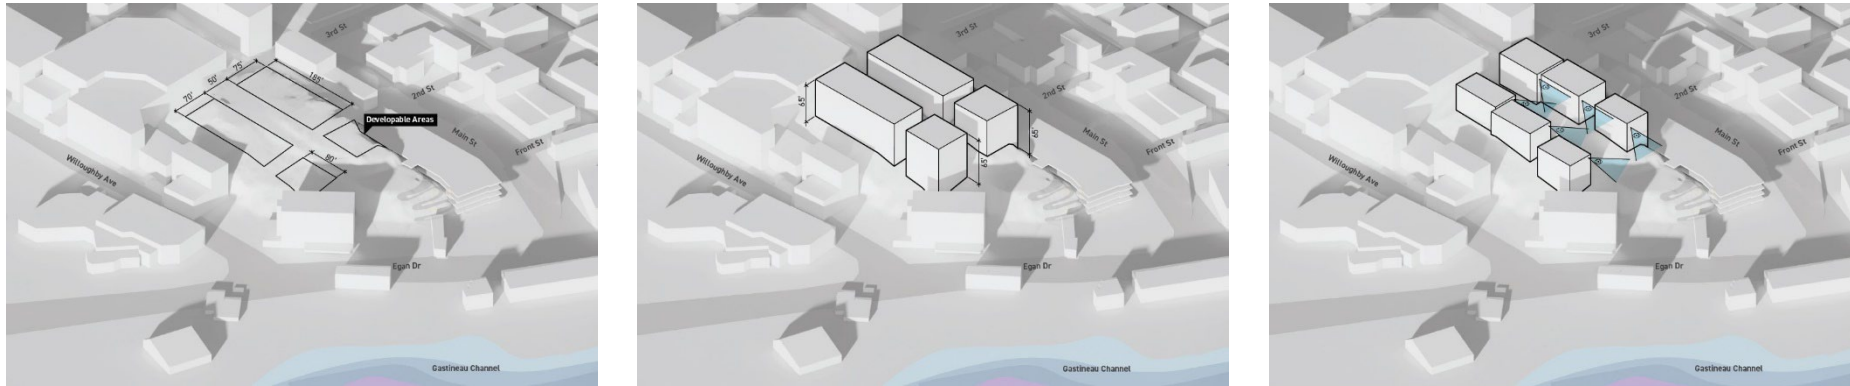 3rd St
75'
50'
185'
70'
2nd St
Developable Areas
Main St
Front St
80'
Willoughby Ave
Egan Dr
Gastineau Channel
3rd St
65'
2nd St
65'
Main St
Front St
65'
Willoughby Ave
Egan Dr
Gastineau Channel
3rd St
2nd St
Main St
Front St
Willoughby Ave
Egan Dr
Gastineau Channel